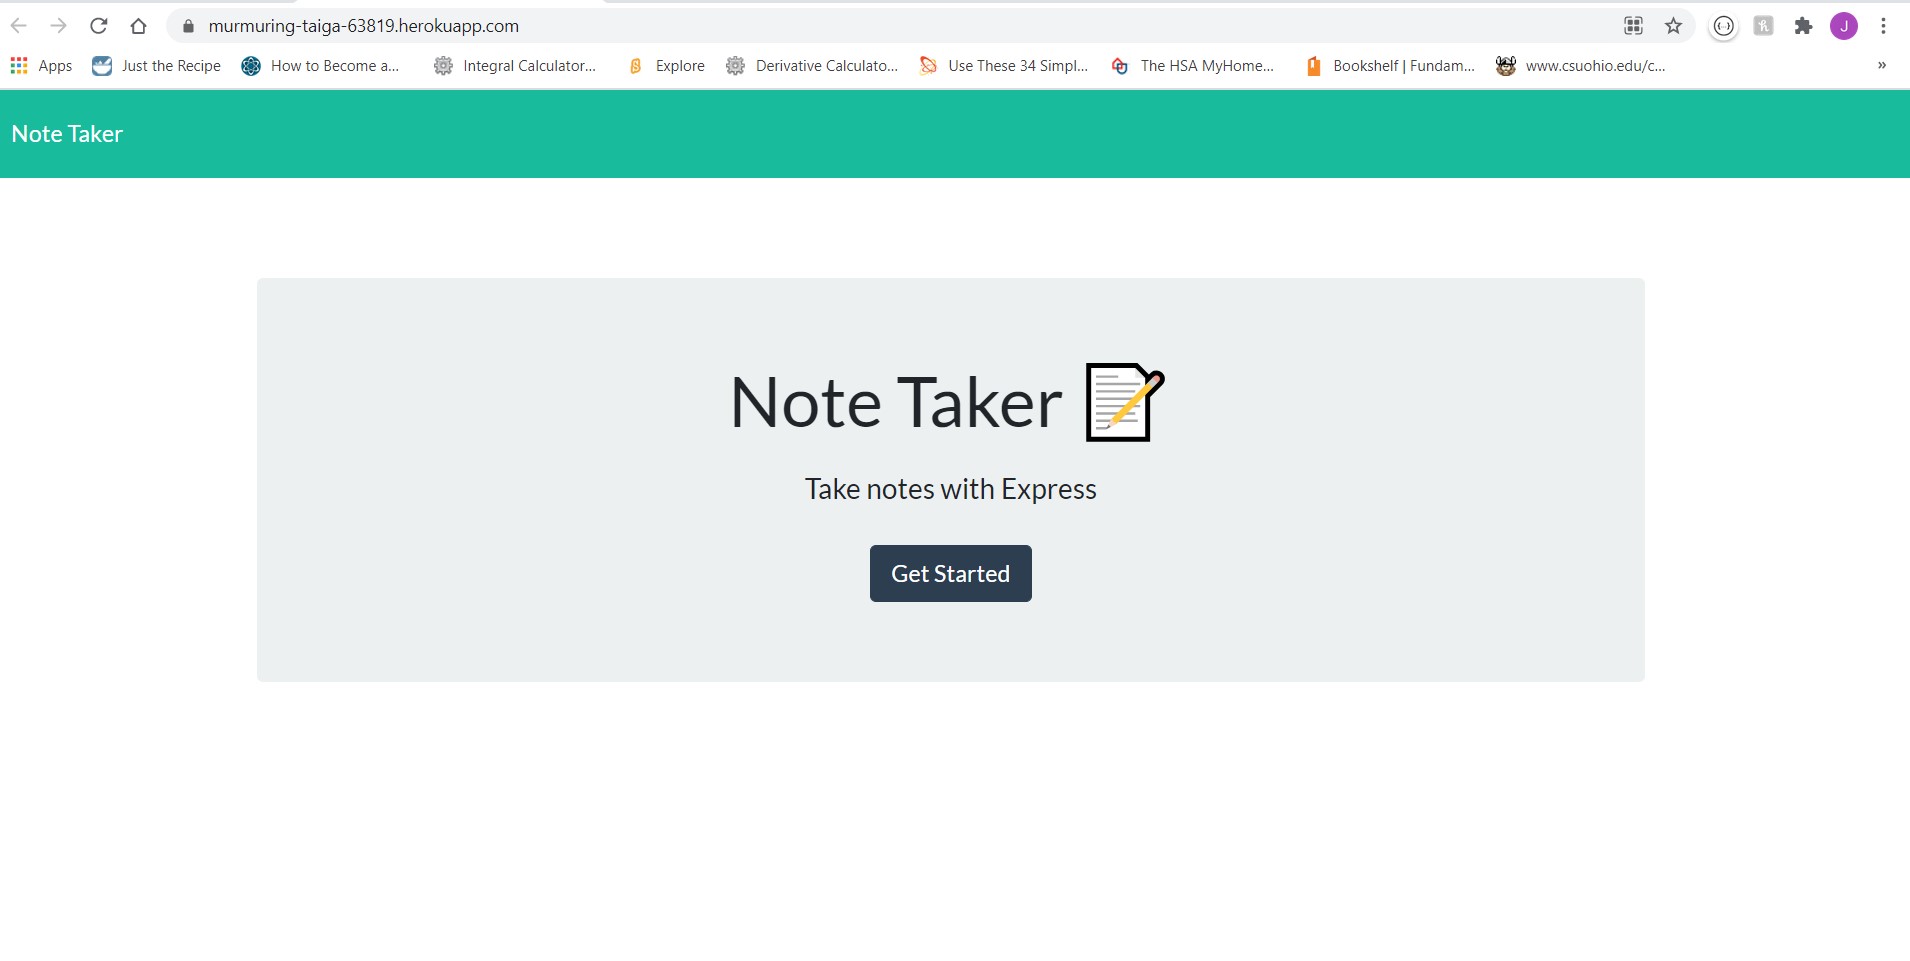 murmuring-taiga-63819.herokuapp.com
J
Apps Just the Recipe How to Become a... Integral Calculator... Explore Derivative Calculato... Use These 34 Simpl... The HSA MyHome... Bookshelf | Fundam... www.csuohio.edu/c... »
Note Taker
Note Taker
Take notes with Express
Get Started